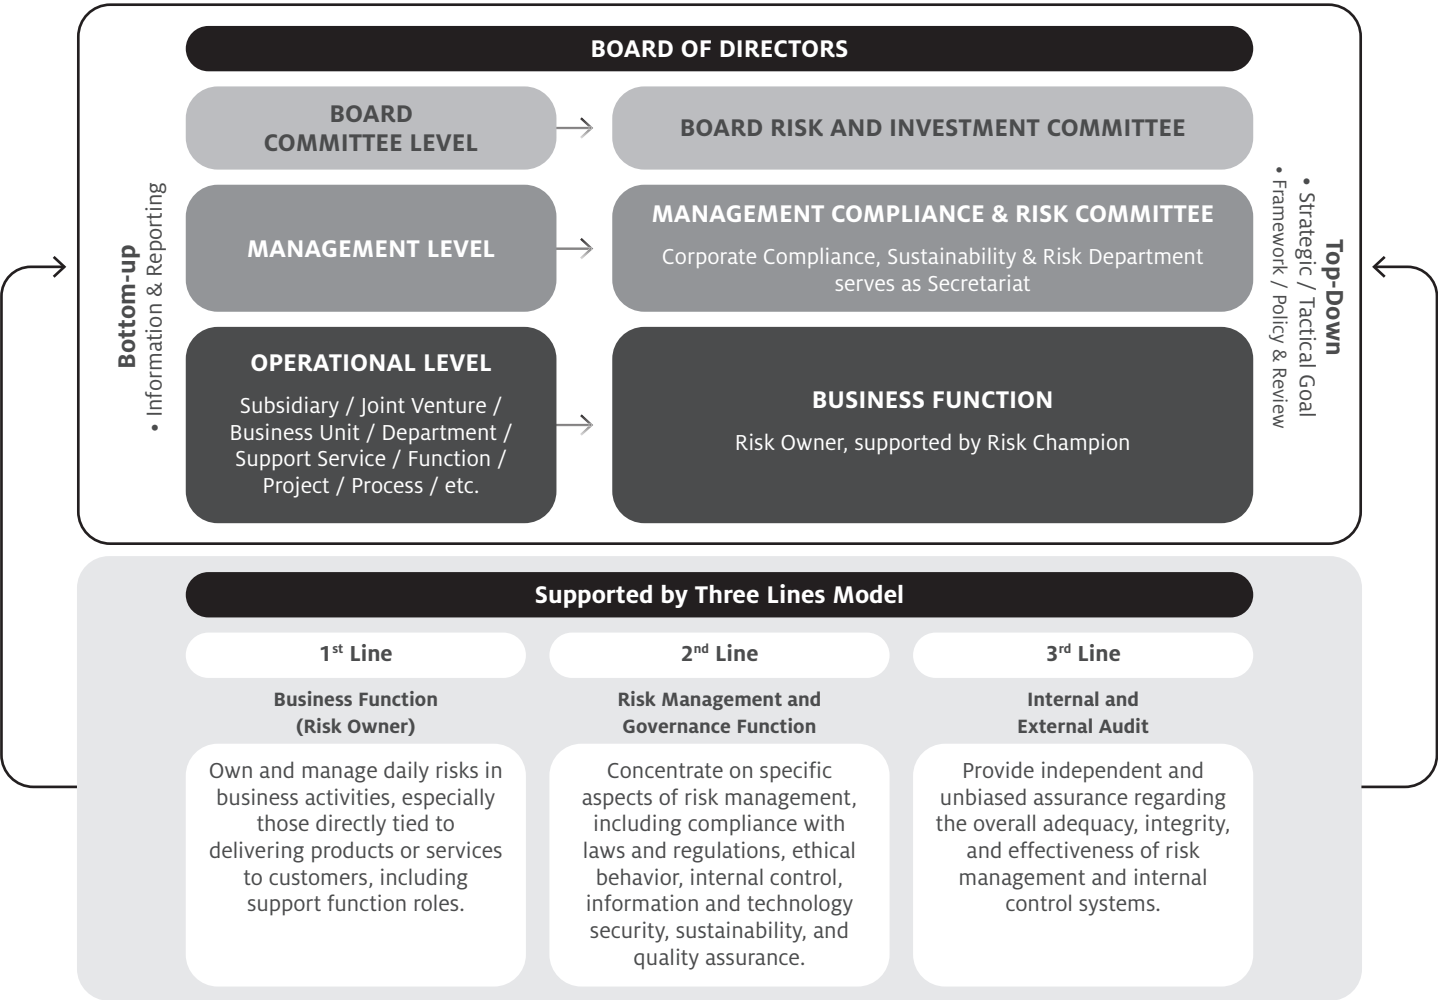 BOARD OF DIRECTORS
BOARD
COMMITTEE LEVEL
BOARD RISK AND INVESTMENT COMMITTEE
MANAGEMENT LEVEL
MANAGEMENT COMPLIANCE & RISK COMMITTEE
Corporate Compliance, Sustainability & Risk Department
serves as Secretariat
OPERATIONAL LEVEL
Subsidiary / Joint Venture /
Business Unit / Department /
Support Service / Function /
Project / Process / etc.
BUSINESS FUNCTION
Risk Owner, supported by Risk Champion
Bottom-up
• Information & Reporting
Top-Down
• Strategic / Tactical Goal
• Framework / Policy & Review
Supported by Three Lines Model
1st Line
Business Function
(Risk Owner)
Own and manage daily risks in
business activities, especially
those directly tied to
delivering products or services
to customers, including
support function roles.
2nd Line
Risk Management and
Governance Function
Concentrate on specific
aspects of risk management,
including compliance with
laws and regulations, ethical
behavior, internal control,
information and technology
security, sustainability, and
quality assurance.
3rd Line
Internal and
External Audit
Provide independent and
unbiased assurance regarding
the overall adequacy, integrity,
and effectiveness of risk
management and internal
control systems.